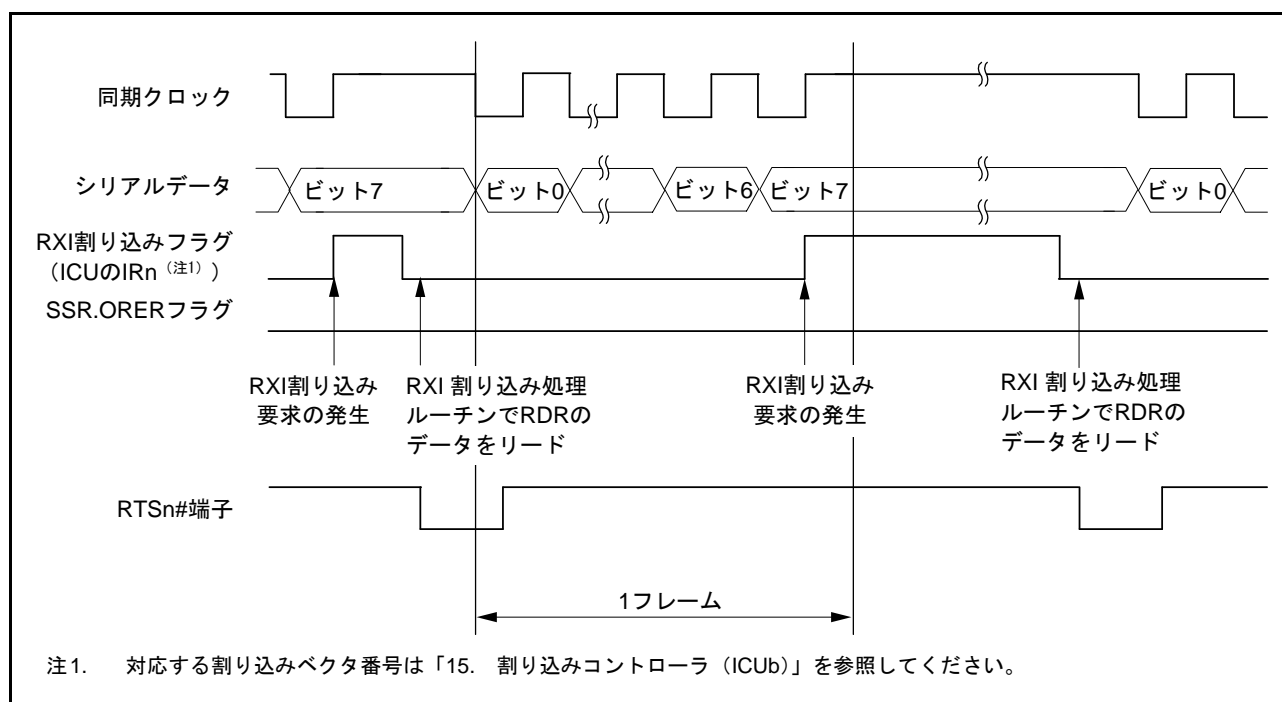 同期クロック
シリアルデータ
ビット7
ビット0
ビット6
ビット7
ビット0
RXI割り込みフラグ
(ICUのIRn (注1) )
SSR.ORERフラグ
RXI割り込み
要求の発生
RXI 割り込み処理
ルーチンでRDRの
データをリード
RXI割り込み
要求の発生
RXI 割り込み処理
ルーチンでRDRの
データをリード
RTSn#端子
1フレーム
注1. 対応する割り込みベクタ番号は「15. 割り込みコントローラ（ICUb）」を参照してください。